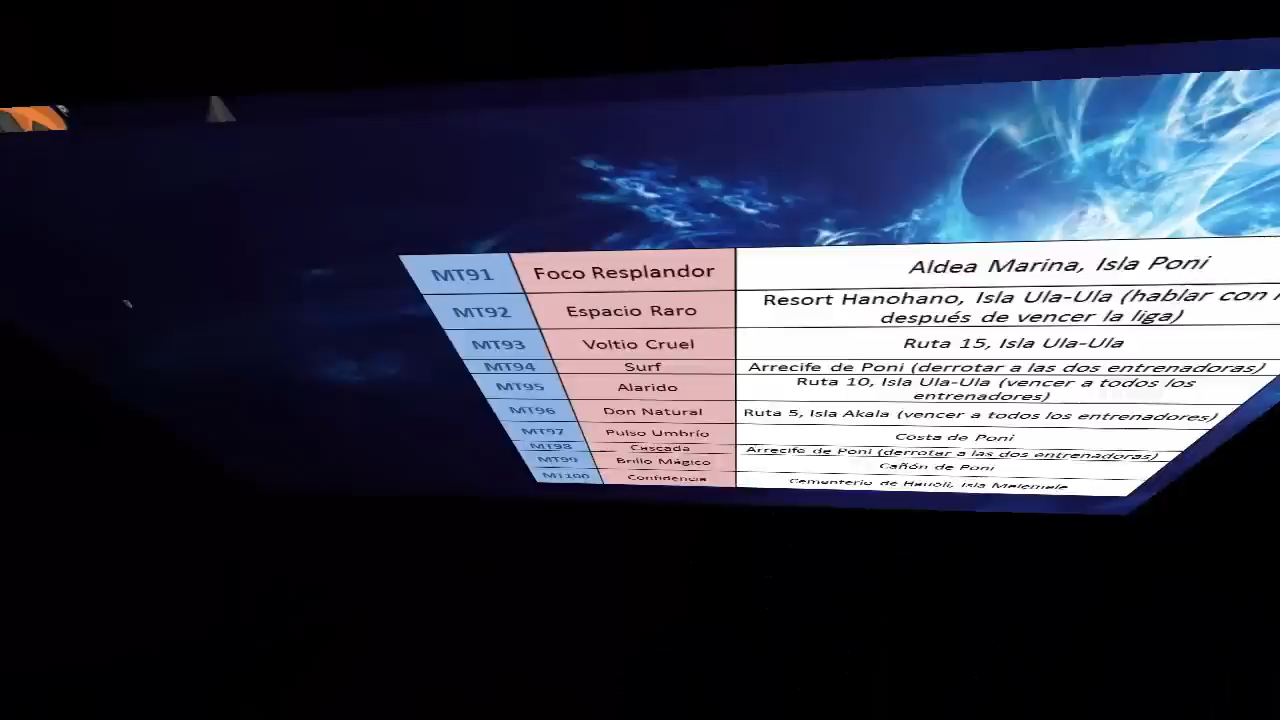 MT91 Foco Resplandor Aldea Marina, Isla Poni
MT92 Espacio Raro Resort Hanohano, Isla Ula-Ula (hablar con
después de vencer la liga)
MT93 Voltio Cruel Ruta 15, Isla Ula-Ula
MT94 Surf Arrecife de Poni (derrotar a las dos entrenadoras)
MT95 Alarido Ruta 10, Isla Ula-Ula (vencer a todos los
entrenadores)
MT96 Don Natural Ruta 5, Isla Akala (vencer a todos los entrenadores)
MT97 Pulso Umbrío Costa de Poni
MT98 Cascada Arrecife de Poni (derrotar a las dos entrenadoras)
MT99 Brillo Mágico Cañón de Poni
MT100 Confidencia Cementerio de Hauoli, Isla Melemele